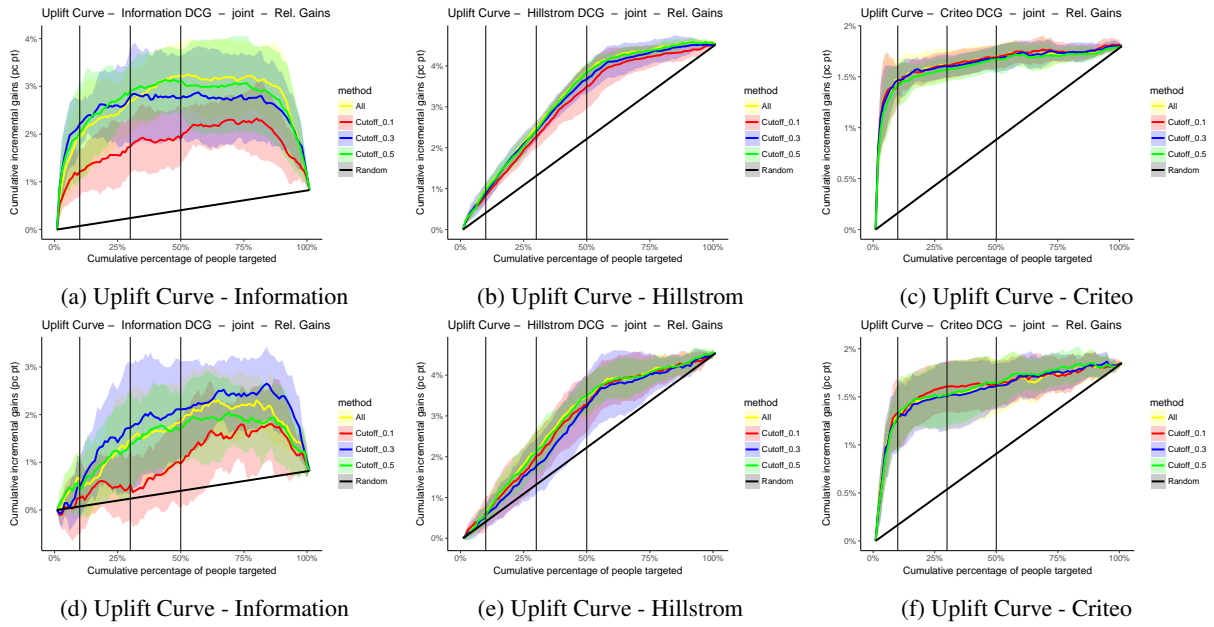 Uplift Curve – Information DCG – joint – Rel. Gains
Cumulative incremental gains (pc pt)
4%
3%
2%
1%
0%
0%
25%
50%
75%
100%
Cumulative percentage of people targeted
method
All
Cutoff_0.1
Cutoff_0.3
Cutoff_0.5
Random
(a) Uplift Curve - Information
Uplift Curve – Hillstrom DCG – joint – Rel. Gains
Cumulative incremental gains (pc pt)
4%
3%
2%
1%
0%
0%
25%
50%
75%
100%
Cumulative percentage of people targeted
method
All
Cutoff_0.1
Cutoff_0.3
Cutoff_0.5
Random
(b) Uplift Curve - Hillstrom
Uplift Curve – Criteo DCG – joint – Rel. Gains
Cumulative incremental gains (pc pt)
2%
1.5%
1%
0.5%
0%
0%
25%
50%
75%
100%
Cumulative percentage of people targeted
method
All
Cutoff_0.1
Cutoff_0.3
Cutoff_0.5
Random
(c) Uplift Curve - Criteo
Uplift Curve – Information DCG – joint – Rel. Gains
Cumulative incremental gains (pc pt)
3%
2%
1%
0%
0%
25%
50%
75%
100%
Cumulative percentage of people targeted
method
All
Cutoff_0.1
Cutoff_0.3
Cutoff_0.5
Random
(d) Uplift Curve - Information
Uplift Curve – Hillstrom DCG – joint – Rel. Gains
Cumulative incremental gains (pc pt)
4%
3%
2%
1%
0%
0%
25%
50%
75%
100%
Cumulative percentage of people targeted
method
All
Cutoff_0.1
Cutoff_0.3
Cutoff_0.5
Random
(e) Uplift Curve - Hillstrom
Uplift Curve – Criteo DCG – joint – Rel. Gains
Cumulative incremental gains (pc pt)
2%
1.5%
1%
0.5%
0%
0%
25%
50%
75%
100%
Cumulative percentage of people targeted
method
All
Cutoff_0.1
Cutoff_0.3
Cutoff_0.5
Random
(f) Uplift Curve - Criteo